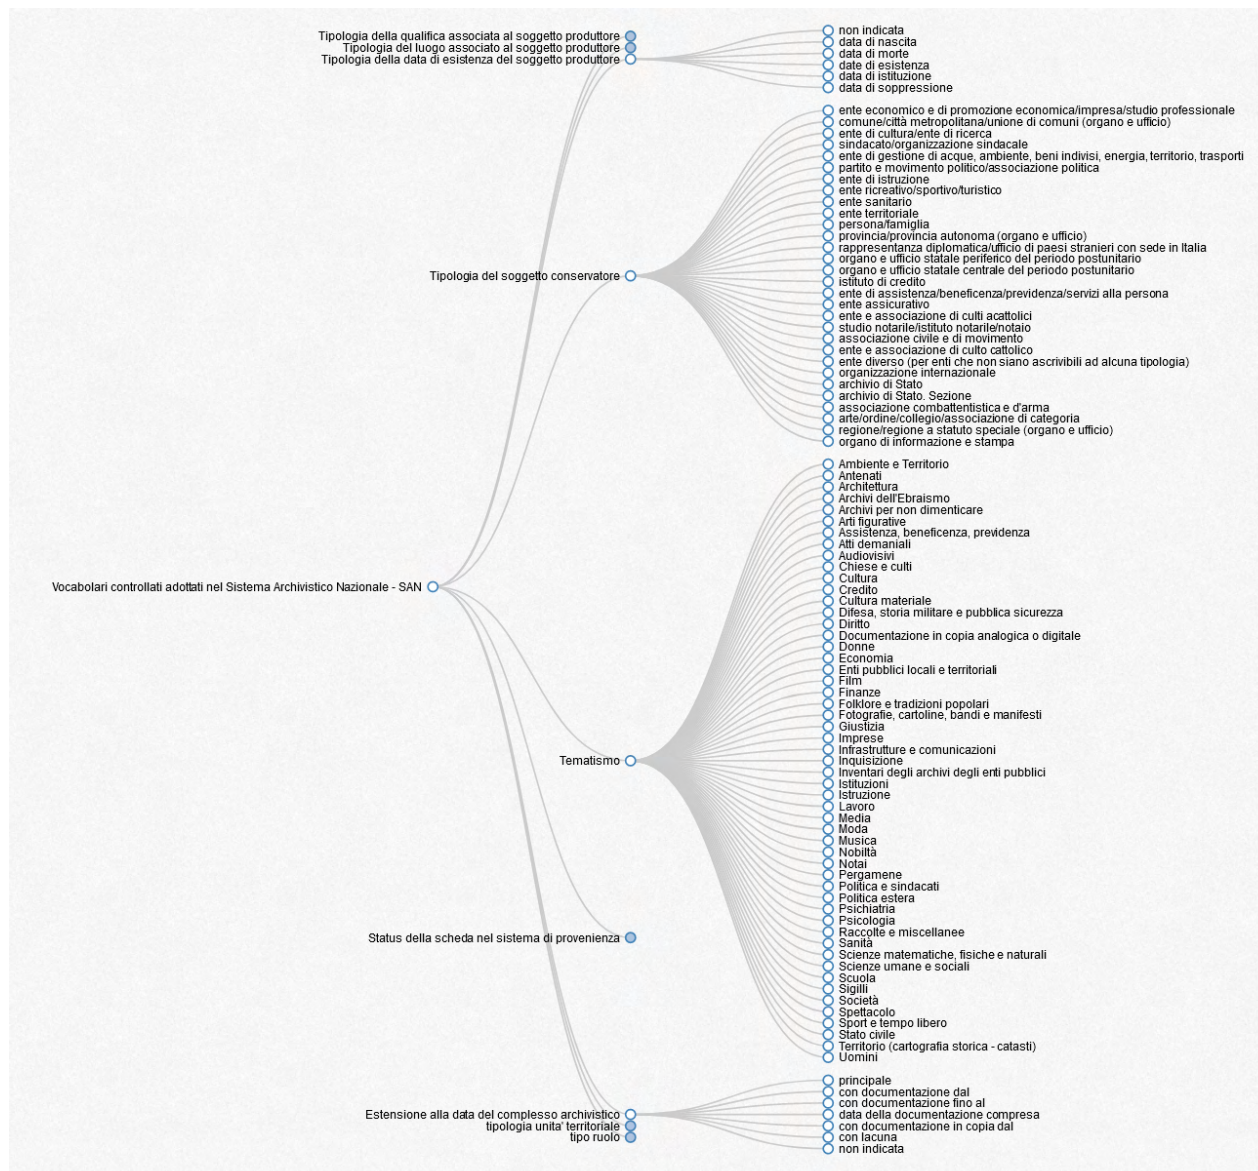 Tipologia della qualifica associata al soggetto produttore
Tipologia del luogo associato al soggetto produttore
Tipologia della data di esistenza del soggetto produttore
non indicata
data di nascita
data di morte
date di esistenza
data di istituzione
data di soppressione
Tipologia del soggetto conservatore
ente economico e di promozione economica/impresa/studio professionale
comune/città metropolitana/unione di comuni (organo e ufficio)
ente di cultura/ente di ricerca
sindacato/organizzazione sindacale
ente di gestione di acque, ambiente, beni indivisi, energia, territorio, trasporti
partito e movimento politico/associazione politica
ente di istruzione
ente ricreativo/sportivo/turistico
ente sanitario
ente territoriale
persona/famiglia
provincia/provincia autonoma (organo e ufficio)
rappresentanza diplomatica/ufficio di paesi stranieri con sede in Italia
organo e ufficio statale periferico del periodo postunitario
organo e ufficio statale centrale del periodo postunitario
istituto di credito
ente di assistenza/beneficenza/previdenza/servizi alla persona
ente assicurativo
ente e associazione di culti acattolici
studio notarile/istituto notarile/notaio
associazione civile e di movimento
ente e associazione di culto cattolico
ente diverso (per enti che non siano ascrivibili ad alcuna tipologia)
organizzazione internazionale
archivio di Stato
archivio di Stato. Sezione
associazione combattentistica e d'arma
arte/ordine/collegio/associazione di categoria
regione/regione a statuto speciale (organo e ufficio)
organo di informazione e stampa
Vocabolari controllati adottati nel Sistema Archivistico Nazionale - SAN
Tematismo
Ambiente e Territorio
Antenati
Architettura
Archivi dell'Ebraismo
Archivi per non dimenticare
Arti figurative
Assistenza, beneficenza, previdenza
Atti demaniali
Audiovisivi
Chiese e culti
Cultura
Credito
Cultura materiale
Difesa, storia militare e pubblica sicurezza
Diritto
Documentazione in copia analogica o digitale
Donne
Economia
Enti pubblici locali e territoriali
Film
Finanze
Folklore e tradizioni popolari
Fotografie, cartoline, bandi e manifesti
Giustizia
Imprese
Infrastrutture e comunicazioni
Inquisizione
Inventari degli archivi degli enti pubblici
Istituzioni
Istruzione
Lavoro
Media
Moda
Musica
Nobiltà
Notai
Pergamene
Politica e sindacati
Politica estera
Psichiatria
Psicologia
Raccolte e miscellanee
Sanità
Scienze matematiche, fisiche e naturali
Scienze umane e sociali
Scuola
Sigilli
Società
Spettacolo
Sport e tempo libero
Stato civile
Territorio (cartografia storica - catasti)
Uomini
Status della scheda nel sistema di provenienza
Estensione alla data del complesso archivistico
tipologia unita' territoriale
tipo ruolo
principale
con documentazione dal
con documentazione fino al
data della documentazione compresa
con documentazione in copia dal
con lacuna
non indicata